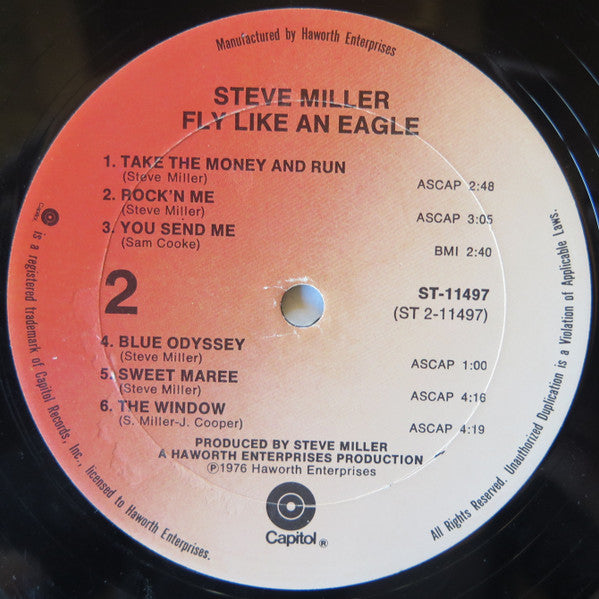 Manufactured by Haworth Enterprises
STEVE MILLER
FLY LIKE AN EAGLE
1. TAKE THE MONEY AND RUN
(Steve Miller)
ASCAP 2:48
2. ROCK'N ME
(Steve Miller)
ASCAP 3:05
3. YOU SEND ME
(Sam Cooke)
BMI 2:40
2
ST-11497
(ST 2-11497)
4. BLUE ODYSSEY
(Steve Miller)
ASCAP 1:00
5. SWEET MAREE
(Steve Miller)
ASCAP 4:16
6. THE WINDOW
(S. Miller-J. Cooper)
ASCAP 4:19
PRODUCED BY STEVE MILLER
A HAWORTH ENTERPRISES PRODUCTION
Ⓟ1976 Haworth Enterprises
Capitol®
is a registered trademark of Capitol Records, Inc., licensed to Haworth Enterprises.
All Rights Reserved. Unauthorized Duplication is a Violation of Applicable Laws.